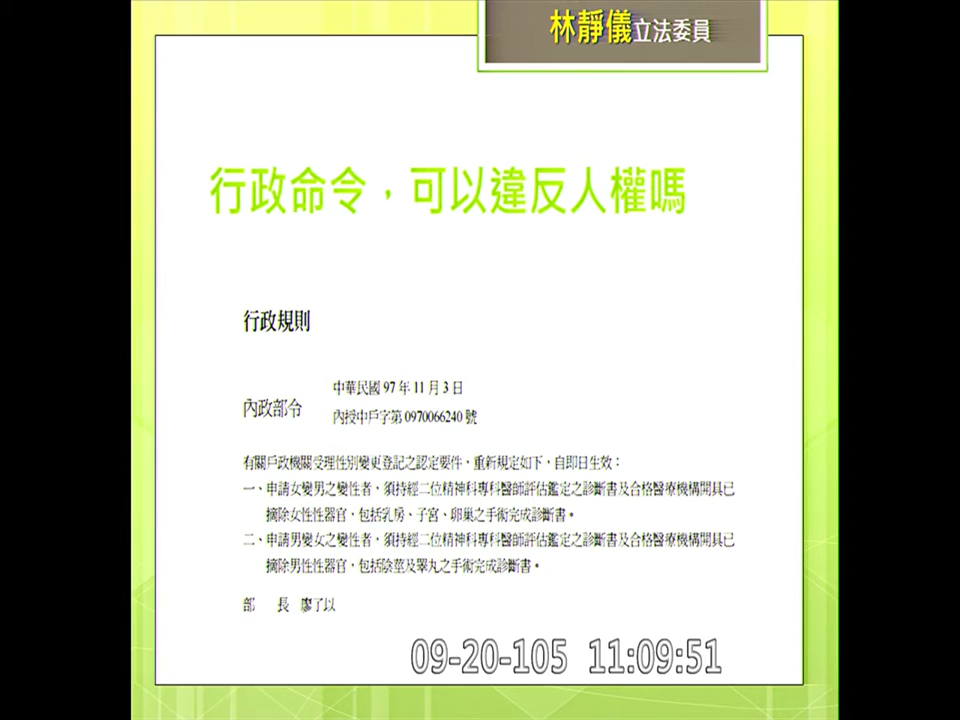 林靜儀立法委員
行政命令，可以違反人權嗎
行政規則
中華民國 97 年 11 月 3 日
內政部令
內授中戶字第 0970066240 號
有關戶政機關受理性別變更登記之認定要件，重新規定如下，自即日生效：
一、申請女變男之變性者，須持經二位精神科專科醫師評估鑑定之診斷書及合格醫療機構開具已
摘除女性性器官，包括乳房、子宮、卵巢之手術完成診斷書。
二、申請男變女之變性者，須持經二位精神科專科醫師評估鑑定之診斷書及合格醫療機構開具已
摘除男性性器官，包括陰莖及睪丸之手術完成診斷書。
部　長　廖了以
09-20-105 11:09:51